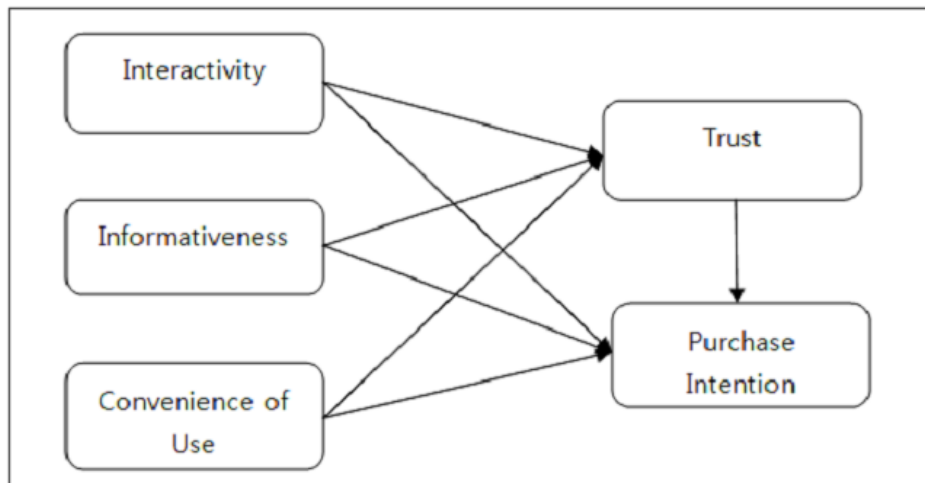 Interactivity
Trust
Informativeness
Purchase
Intention
Convenience of
Use